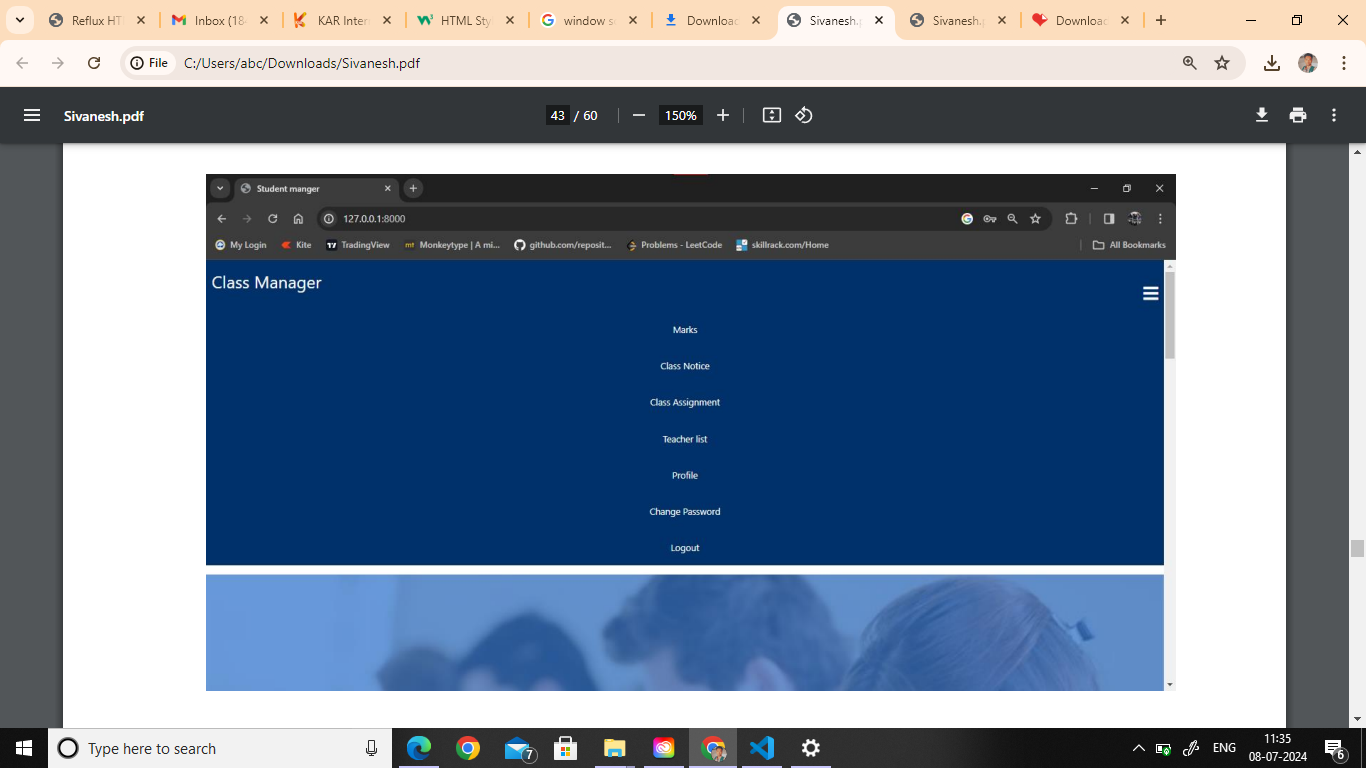 Reflux HT
Inbox (18
KAR Inter
HTML Sty
window se
Download
Sivanesh.p
Sivanesh.p
Download
File
C:/Users/abc/Downloads/Sivanesh.pdf
Sivanesh.pdf
43 / 60
150%
Student manger
127.0.0.1:8000
My Login
Kite
TradingView
Monkeytype | A mi...
github.com/reposit...
Problems - LeetCode
skillrack.com/Home
All Bookmarks
Class Manager
Marks
Class Notice
Class Assignment
Teacher list
Profile
Change Password
Logout
Type here to search
7
ENG
11:35
08-07-2024
6